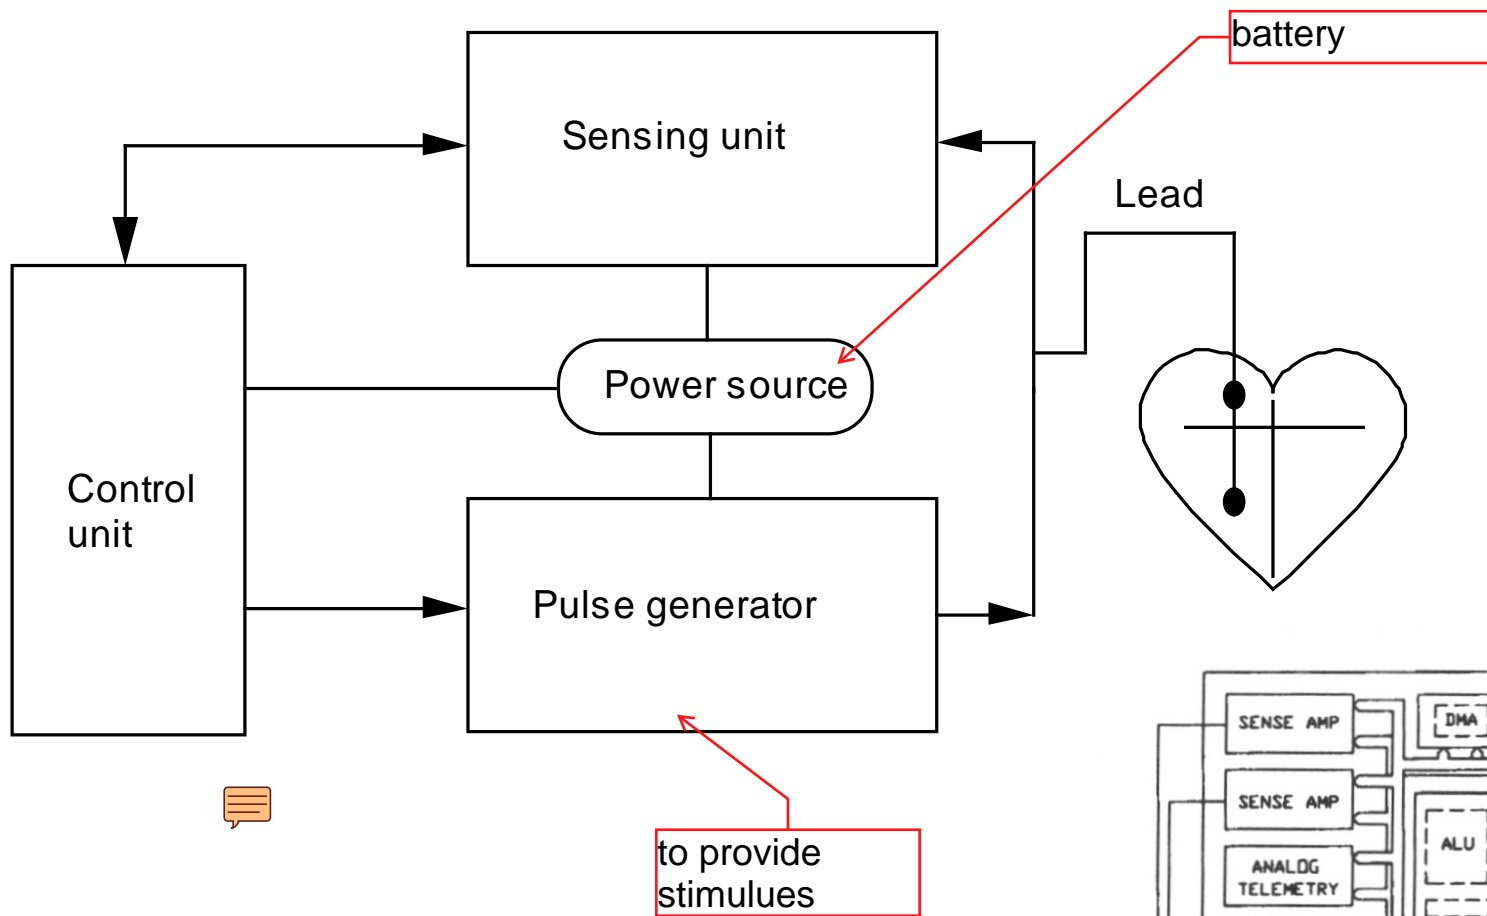 battery
Sensing unit
Lead
Power source
Control
unit
Pulse generator
to provide
stimulues
SENSE AMP
DMA
SENSE AMP
ALU
ANALOG
TELEMETRY